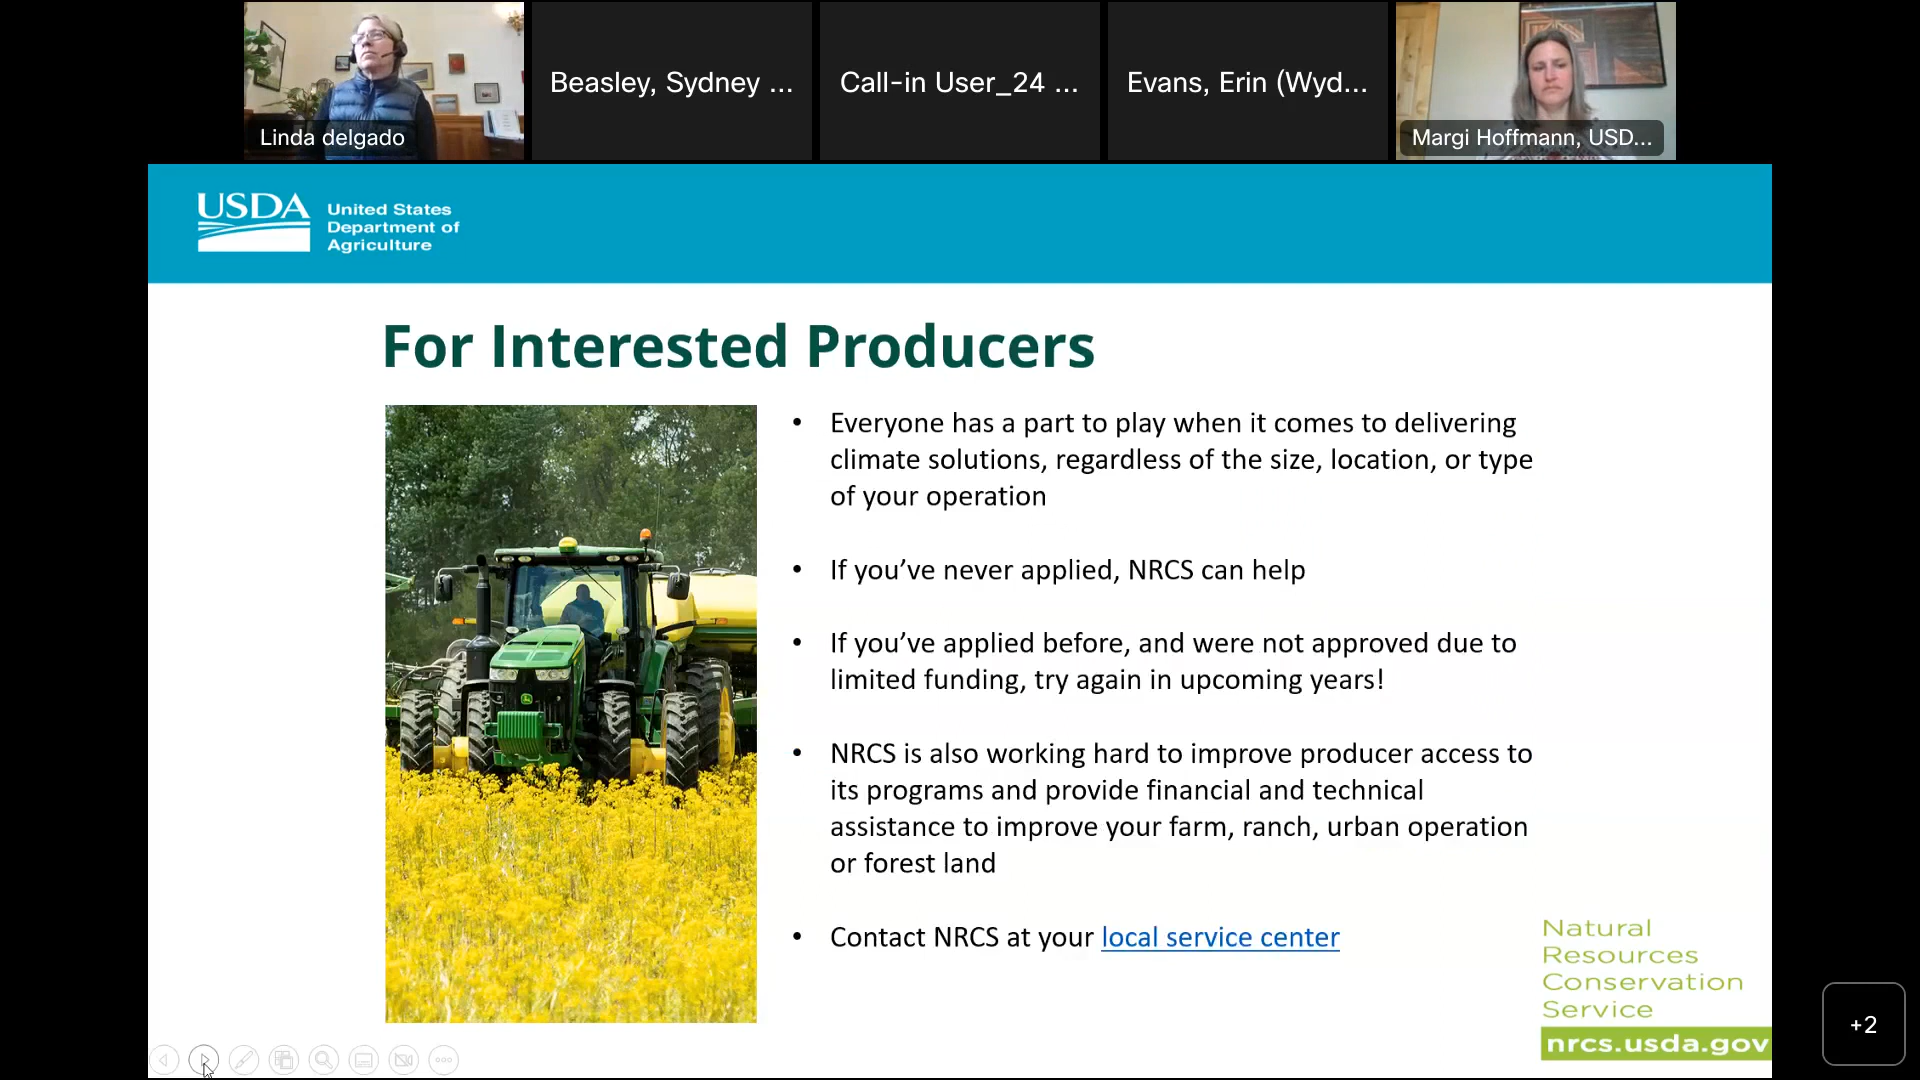 Linda delgado
Beasley, Sydney ...
Call-in User_24 ...
Evans, Erin (Wyd...
Margi Hoffmann, USD...
USDA
United States
Department of
Agriculture
For Interested Producers
• Everyone has a part to play when it comes to delivering
climate solutions, regardless of the size, location, or type
of your operation
• If you’ve never applied, NRCS can help
• If you’ve applied before, and were not approved due to
limited funding, try again in upcoming years!
• NRCS is also working hard to improve producer access to
its programs and provide financial and technical
assistance to improve your farm, ranch, urban operation
or forest land
• Contact NRCS at your local service center
Natural
Resources
Conservation
Service
nrcs.usda.gov
+2